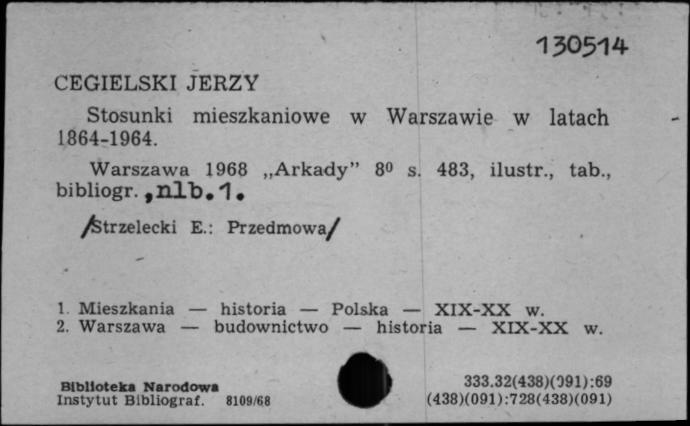 130514
CEGIELSKI JERZY
Stosunki mieszkaniowe w Warszawie w latach
1864-1964.
Warszawa 1968 „Arkady” 8⁰ s. 483, ilustr., tab.,
bibliogr. , nlb. 1.
/Strzelecki E.: Przedmowa/
1. Mieszkania — historia — Polska — XIX-XX w.
2. Warszawa — budownictwo — historia — XIX-XX w.
Biblioteka Narodowa
Instytut Bibliograf. 8109/68
333.32(438)(091):69
(438)(091):728(438)(091)